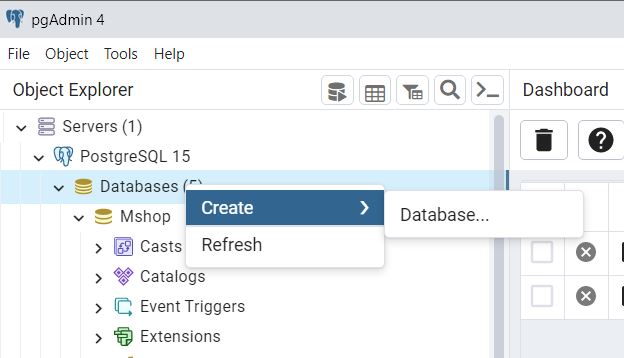 pgAdmin 4
File Object Tools Help
Object Explorer
Dashboard
Servers (1)
PostgreSQL 15
Databases (5)
Mshop
Create
Database...
Refresh
Casts
Catalogs
Event Triggers
Extensions